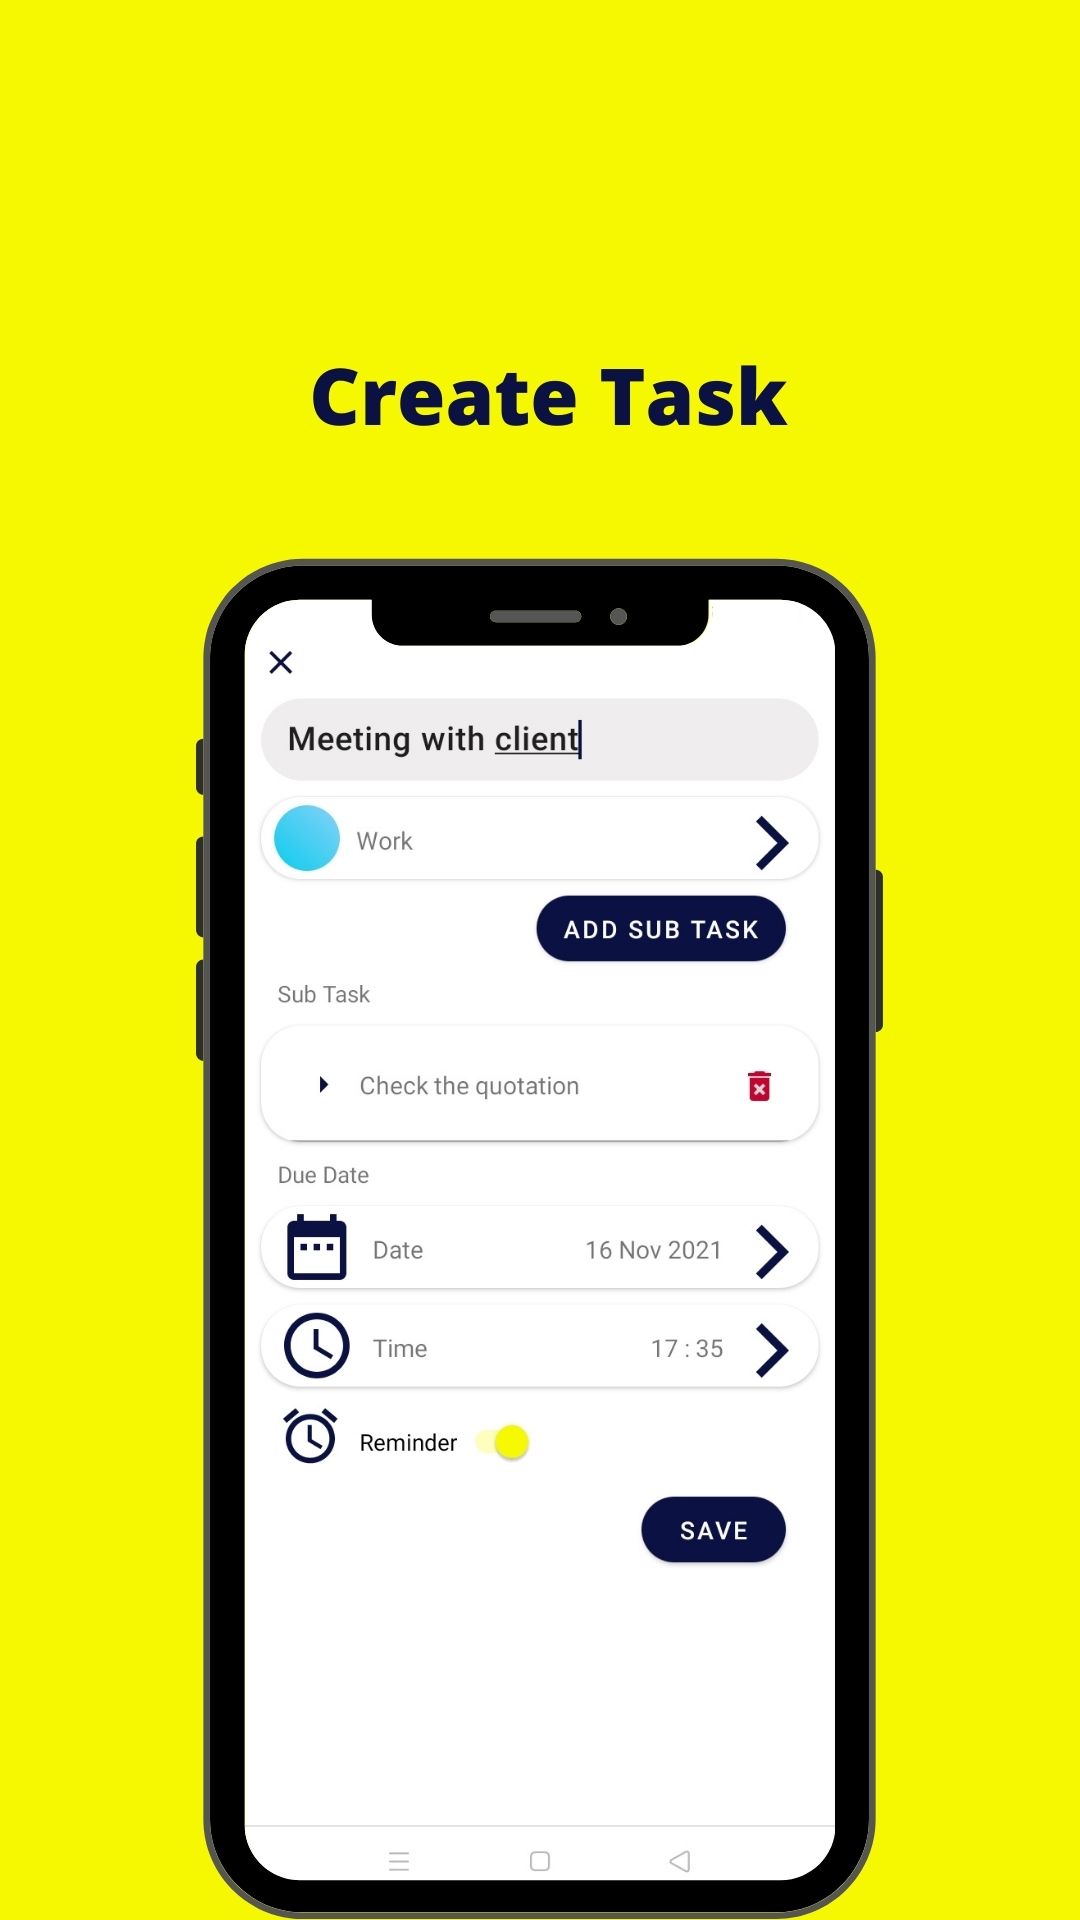 Create Task
Meeting with client
Work
ADD SUB TASK
Sub Task
Check the quotation
Due Date
Date 16 Nov 2021
Time 17 : 35
Reminder
SAVE